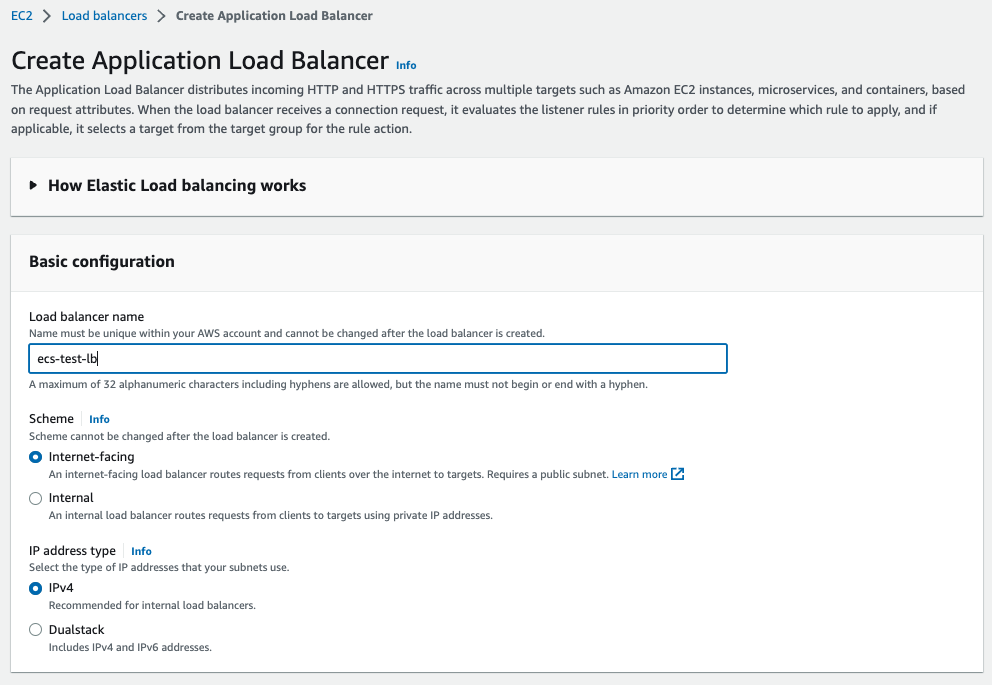 EC2 > Load balancers > Create Application Load Balancer
Create Application Load Balancer Info
The Application Load Balancer distributes incoming HTTP and HTTPS traffic across multiple targets such as Amazon EC2 instances, microservices, and containers, based
on request attributes. When the load balancer receives a connection request, it evaluates the listener rules in priority order to determine which rule to apply, and if
applicable, it selects a target from the target group for the rule action.
How Elastic Load balancing works
Basic configuration
Load balancer name
Name must be unique within your AWS account and cannot be changed after the load balancer is created.
ecs-test-lb
A maximum of 32 alphanumeric characters including hyphens are allowed, but the name must not begin or end with a hyphen.
Scheme Info
Scheme cannot be changed after the load balancer is created.
Internet-facing
An internet-facing load balancer routes requests from clients over the internet to targets. Requires a public subnet. Learn more
Internal
An internal load balancer routes requests from clients to targets using private IP addresses.
IP address type Info
Select the type of IP addresses that your subnets use.
IPv4
Recommended for internal load balancers.
Dualstack
Includes IPv4 and IPv6 addresses.